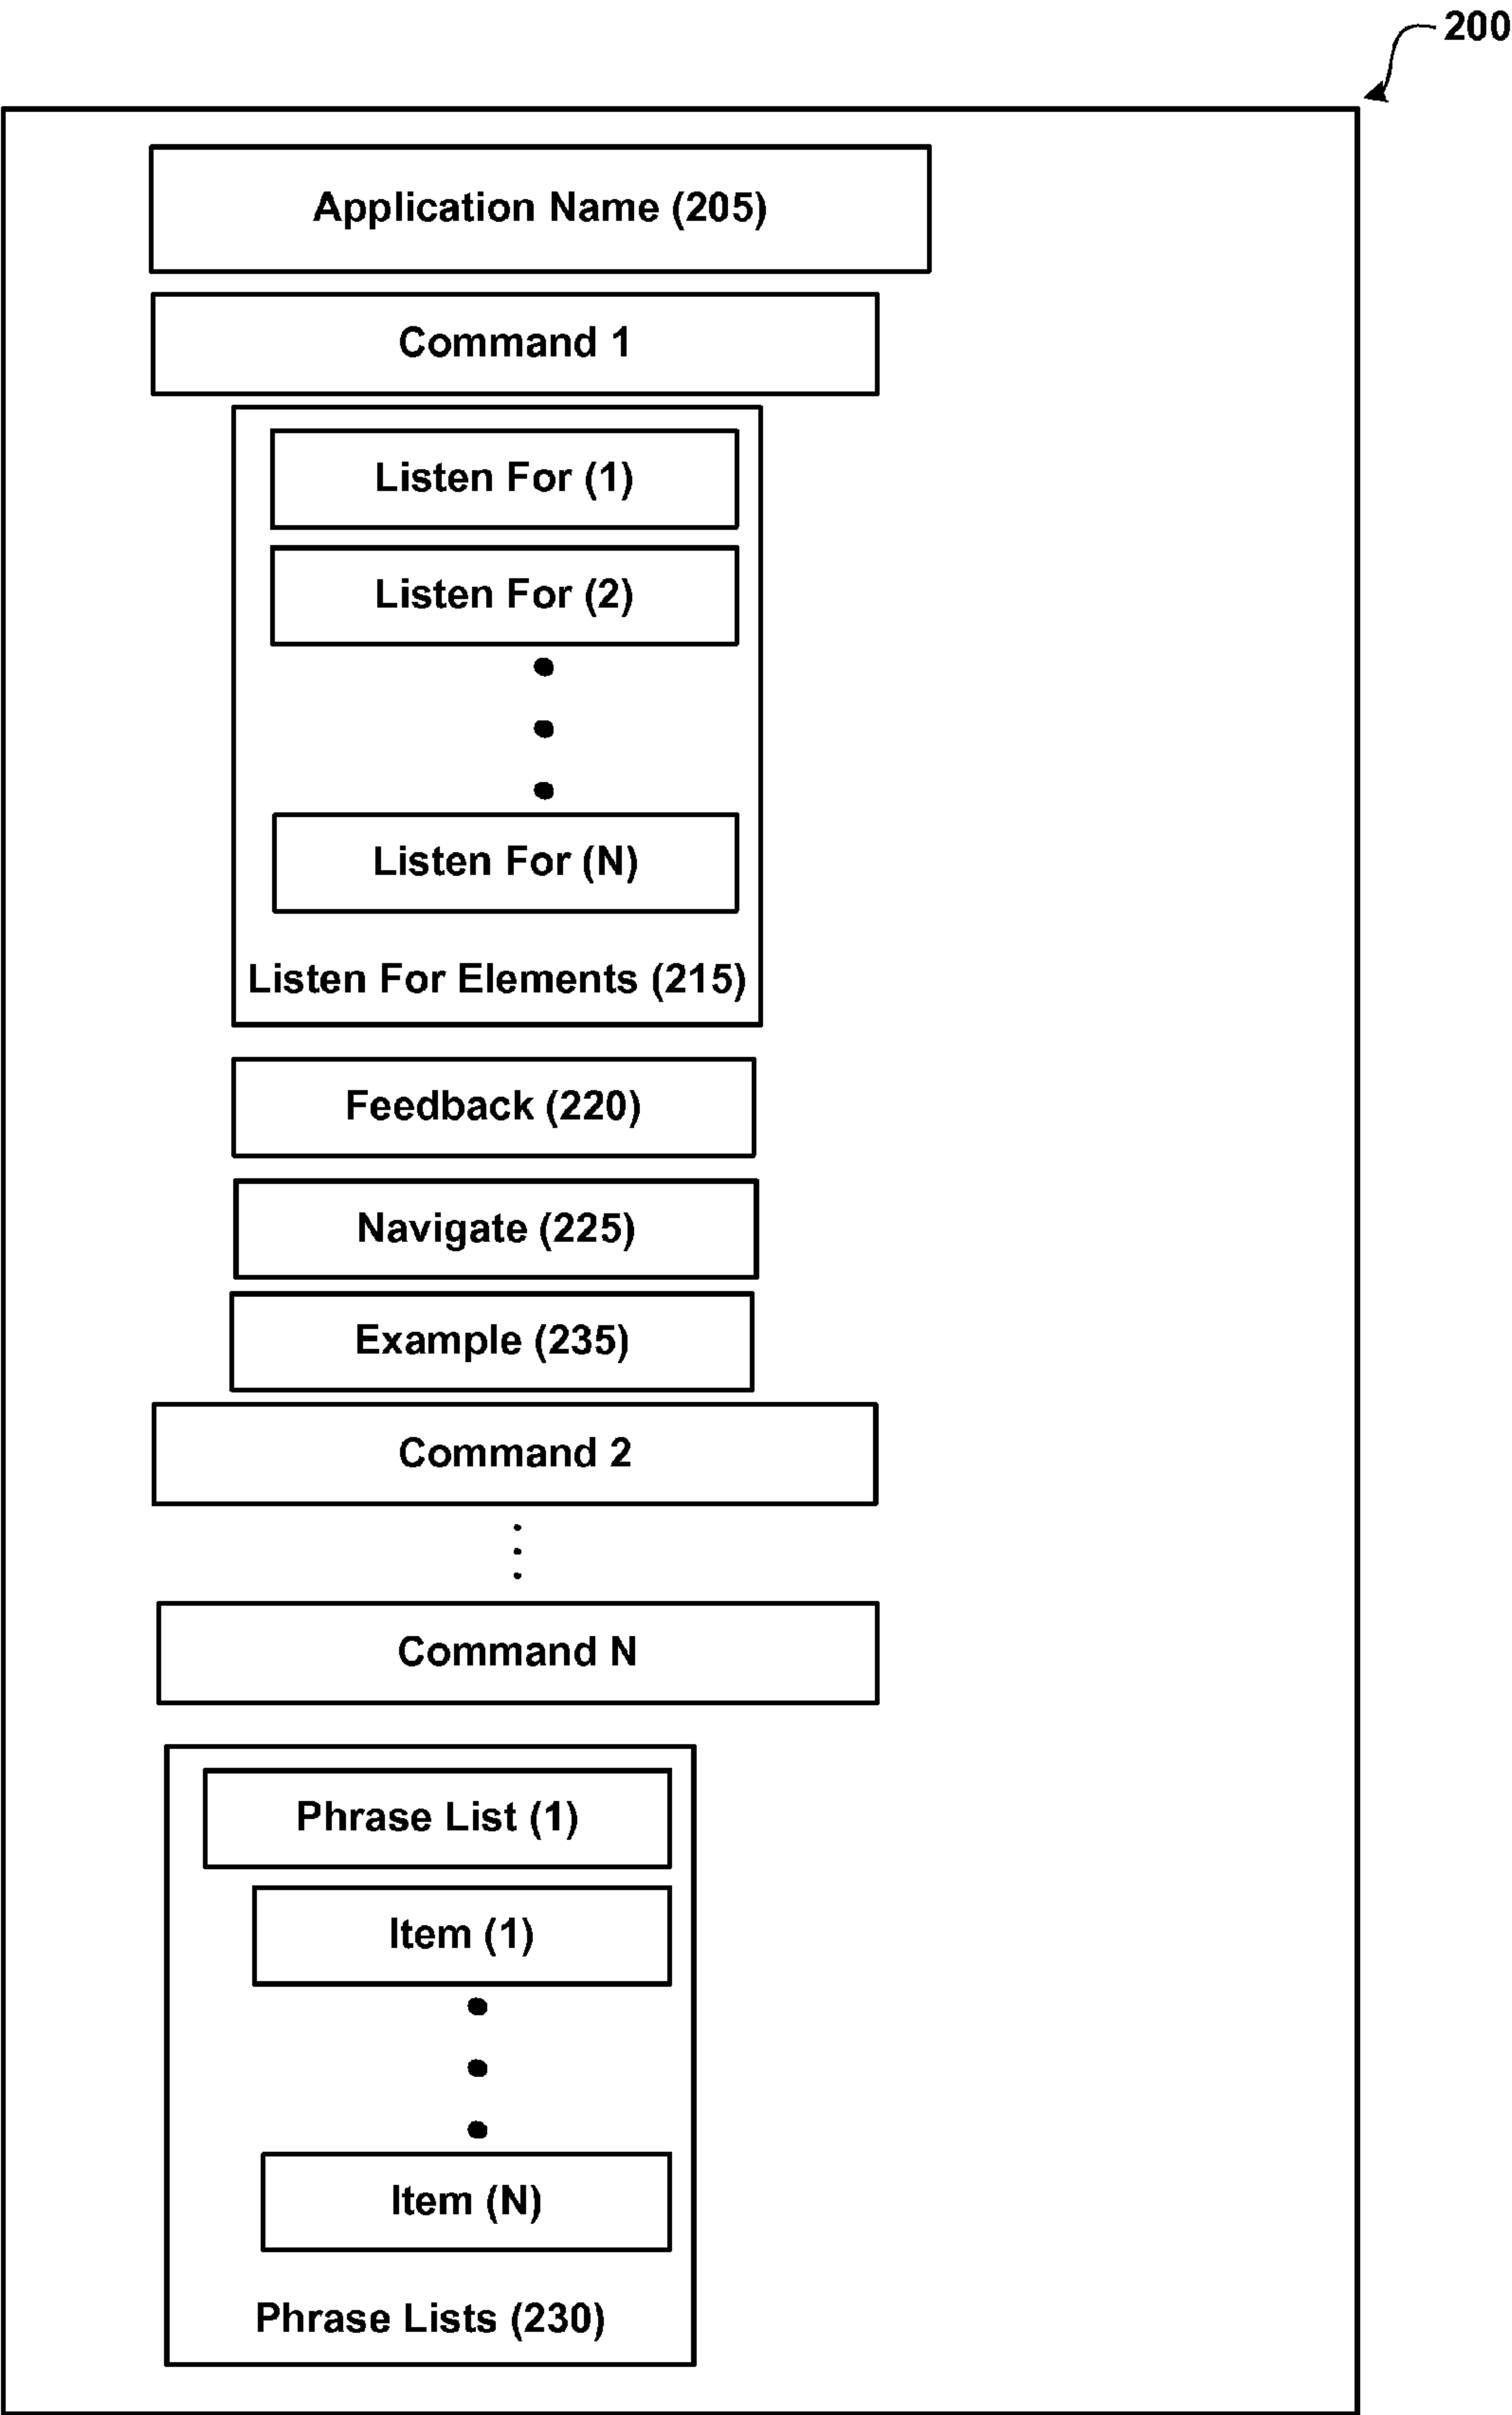 200
Application Name (205)
Command 1
Listen For (1)
Listen For (2)
Listen For (N)
Listen For Elements (215)
Feedback (220)
Navigate (225)
Example (235)
Command 2
Command N
Phrase List (1)
Item (1)
Item (N)
Phrase Lists (230)